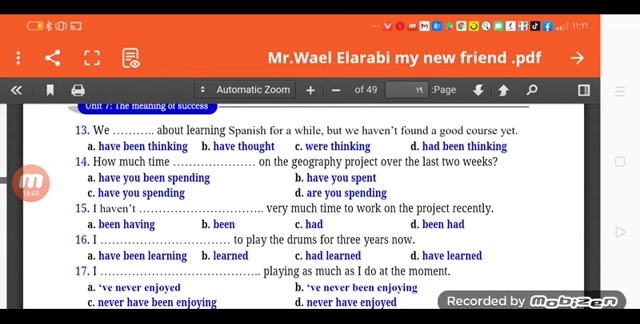 ١١:٢٦
Mr.Wael Elarabi my new friend .pdf
Automatic Zoom + − of 49 ١٩ :Page
Unit 7: The meaning of success
13. We ……….. about learning Spanish for a while, but we haven't found a good course yet.
a. have been thinking b. have thought c. were thinking d. had been thinking
14. How much time ………………… on the geography project over the last two weeks?
a. have you been spending b. have you spent
c. have you spending d. are you spending
15. I haven't ………………………….. very much time to work on the project recently.
a. been having b. been c. had d. been had
16. I …………………………… to play the drums for three years now.
a. have been learning b. learned c. had learned d. have learned
17. I ………………………………….. playing as much as I do at the moment.
a. 've never enjoyed b. 've never been enjoying
c. never have been enjoying d. never have enjoyed
16:03
Recorded by Mobizen